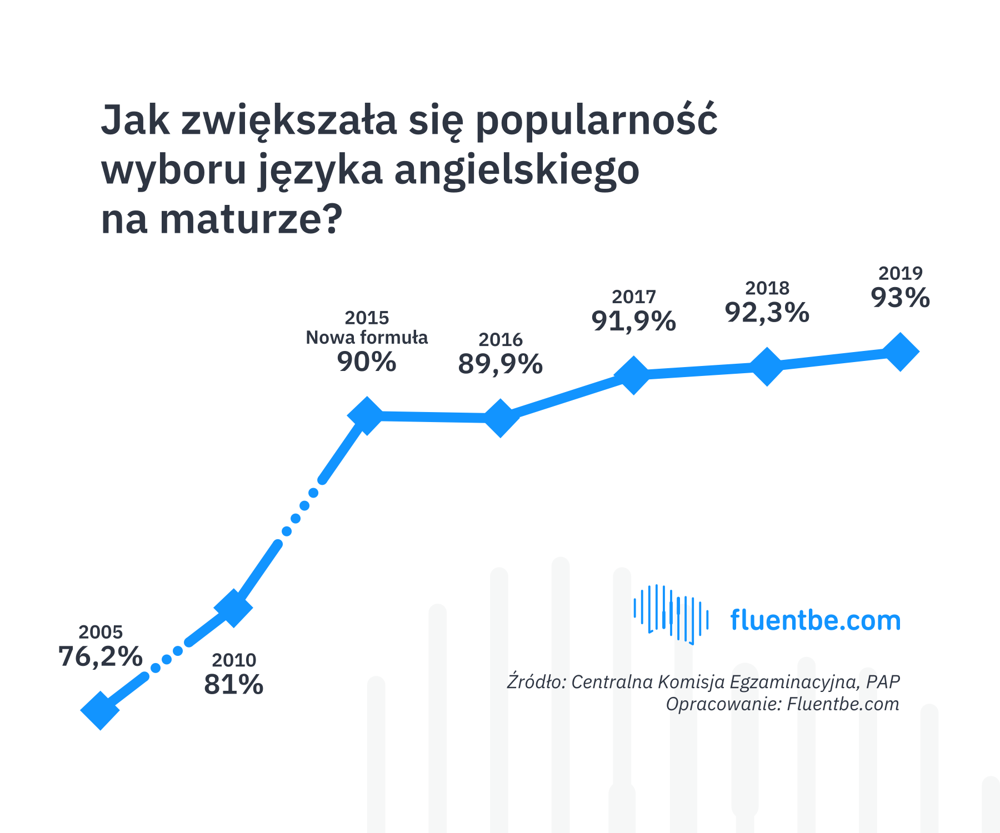 Jak zwiększała się popularność
wyboru języka angielskiego
na maturze?
2005
76,2%
2010
81%
2015
Nowa formuła
90%
2016
89,9%
2017
91,9%
2018
92,3%
2019
93%
fluentbe.com
Źródło: Centralna Komisja Egzaminacyjna, PAP
Opracowanie: Fluentbe.com